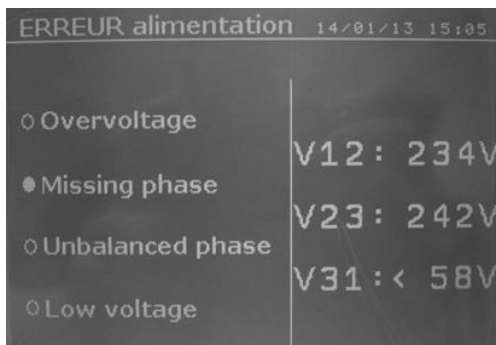 ERREUR alimentation 14/01/13 15:05
Overvoltage
V12: 234V
Missing phase
V23: 242V
Unbalanced phase
V31:< 58V
Low voltage